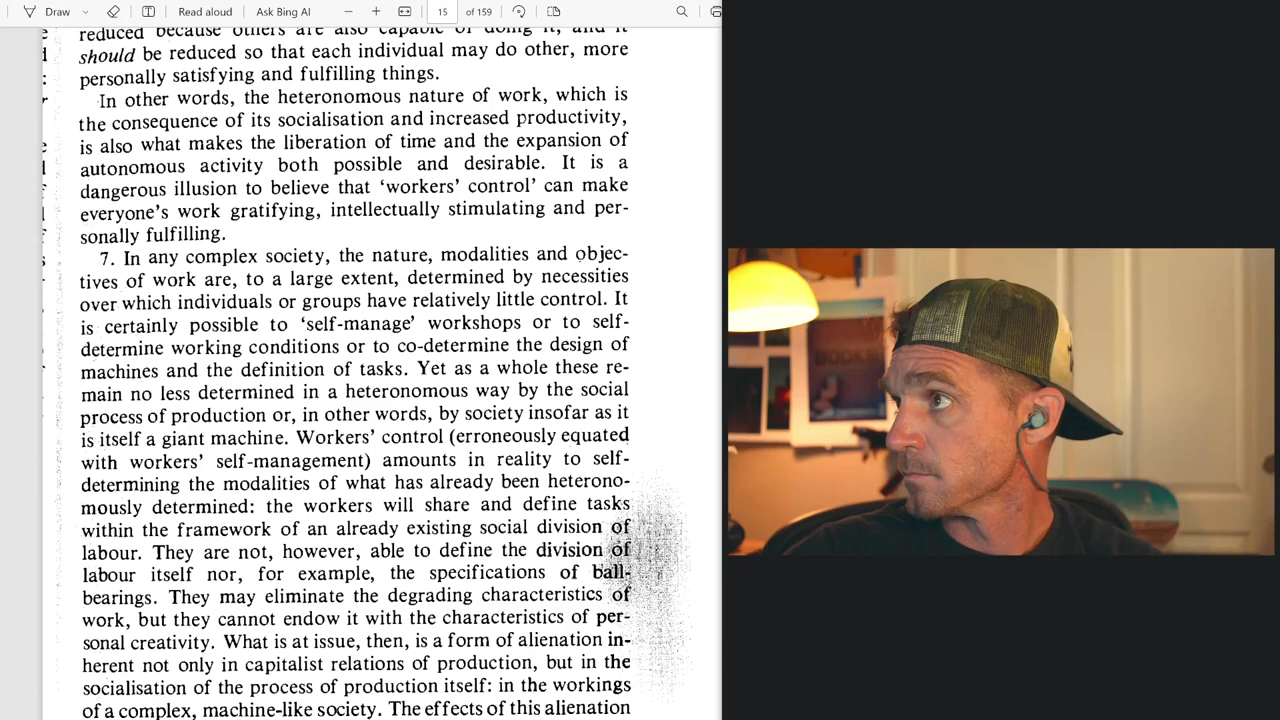 Draw
Read aloud
Ask Bing AI
15
of 159
reduced because others are also capable of doing it, and it
should be reduced so that each individual may do other, more
personally satisfying and fulfilling things.
In other words, the heteronomous nature of work, which is
the consequence of its socialisation and increased productivity,
is also what makes the liberation of time and the expansion of
autonomous activity both possible and desirable. It is a
dangerous illusion to believe that ‘workers’ control’ can make
everyone’s work gratifying, intellectually stimulating and per-
sonally fulfilling.
7. In any complex society, the nature, modalities and objec-
tives of work are, to a large extent, determined by necessities
over which individuals or groups have relatively little control. It
is certainly possible to ‘self-manage’ workshops or to self-
determine working conditions or to co-determine the design of
machines and the definition of tasks. Yet as a whole these re-
main no less determined in a heteronomous way by the social
process of production or, in other words, by society insofar as it
is itself a giant machine. Workers’ control (erroneously equated
with workers’ self-management) amounts in reality to self-
determining the modalities of what has already been heterono-
mously determined: the workers will share and define tasks
within the framework of an already existing social division of
labour. They are not, however, able to define the division of
labour itself nor, for example, the specifications of ball-
bearings. They may eliminate the degrading characteristics of
work, but they cannot endow it with the characteristics of per-
sonal creativity. What is at issue, then, is a form of alienation in-
herent not only in capitalist relations of production, but in the
socialisation of the process of production itself: in the workings
of a complex, machine-like society. The effects of this alienation